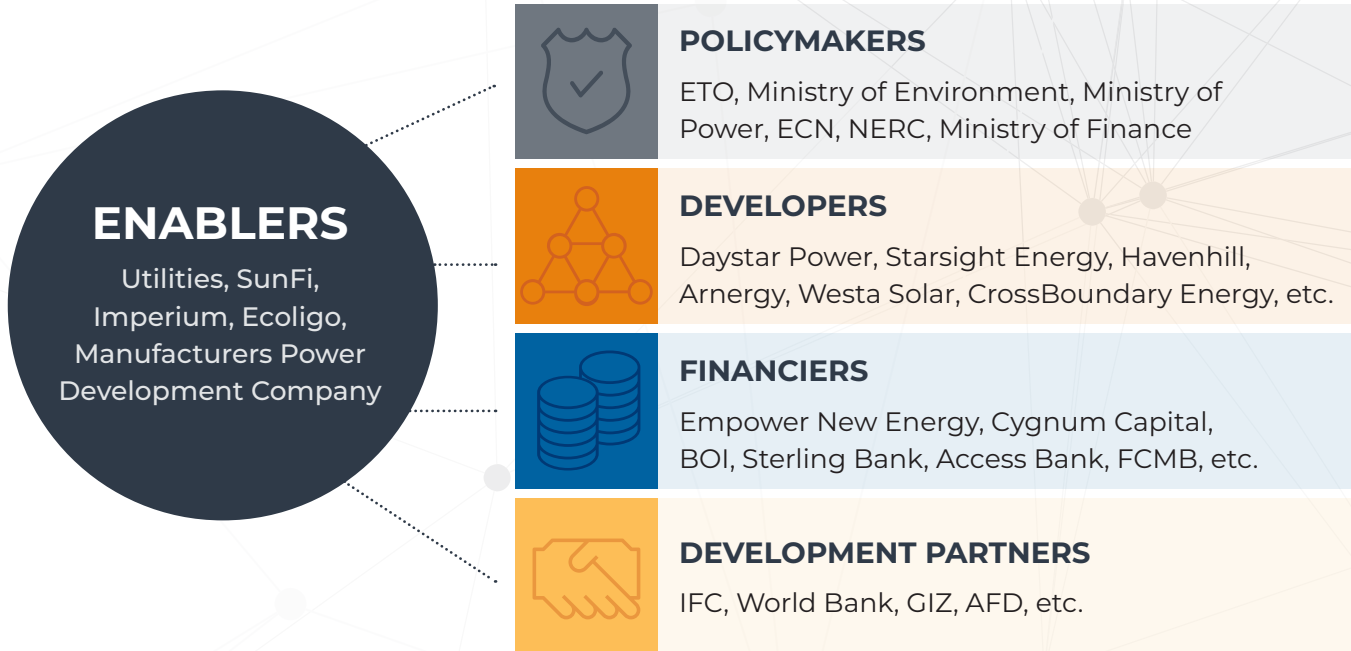 ENABLERS
Utilities, SunFi,
Imperium, Ecoligo,
Manufacturers Power
Development Company
POLICYMAKERS
ETO, Ministry of Environment, Ministry of
Power, ECN, NERC, Ministry of Finance
DEVELOPERS
Daystar Power, Starsight Energy, Havenhill,
Arnergy, Westa Solar, CrossBoundary Energy, etc.
FINANCIERS
Empower New Energy, Cygnum Capital,
BOI, Sterling Bank, Access Bank, FCMB, etc.
DEVELOPMENT PARTNERS
IFC, World Bank, GIZ, AFD, etc.